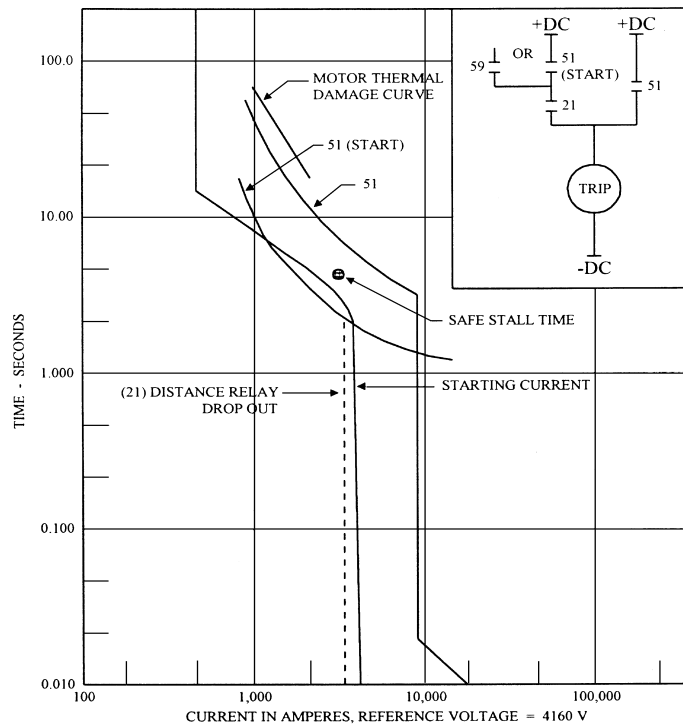 100.0
10.00
1.000
0.100
0.010
TIME - SECONDS
100
1,000
10,000
100,000
CURRENT IN AMPERES, REFERENCE VOLTAGE = 4160 V
MOTOR THERMAL
DAMAGE CURVE
51 (START)
51
SAFE STALL TIME
(21) DISTANCE RELAY
DROP OUT
STARTING CURRENT
+DC
+DC
OR
59
51
(START)
51
21
TRIP
-DC